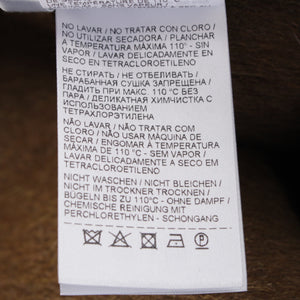 NO LAVAR / NO TRATAR CON CLORO /
NO UTILIZAR SECADORA / PLANCHAR
A TEMPERATURA MÁXIMA 110° - SIN
VAPOR / LAVAR DELICADAMENTE EN
SECO EN TETRACLOROETILENO
НЕ СТИРАТЬ / НЕ ОТБЕЛИВАТЬ /
БАРАБАННАЯ СУШКА ЗАПРЕЩЕНА /
ГЛАДИТЬ ПРИ МАКС. 110 °C БЕЗ
ПАРА / ДЕЛИКАТНАЯ ХИМЧИСТКА С
ИСПОЛЬЗОВАНИЕМ
ТЕТРАХЛОРЭТИЛЕНА
NÃO LAVAR / NÃO TRATAR COM
CLORO / NÃO USAR MÁQUINA DE
SECAR / ENGOMAR À TEMPERATURA
MÁXIMA DE 110 °C - SEM VAPOR /
LAVAR DELICADAMENTE A SECO EM
TETRACLOROETILENO
NICHT WASCHEN / NICHT BLEICHEN /
NICHT IM TROCKNER TROCKNEN /
BÜGELN BIS ZU 110°C - OHNE DAMPF /
CHEMISCHE REINIGUNG MIT
PERCHLORETHYLEN - SCHONGANG
P